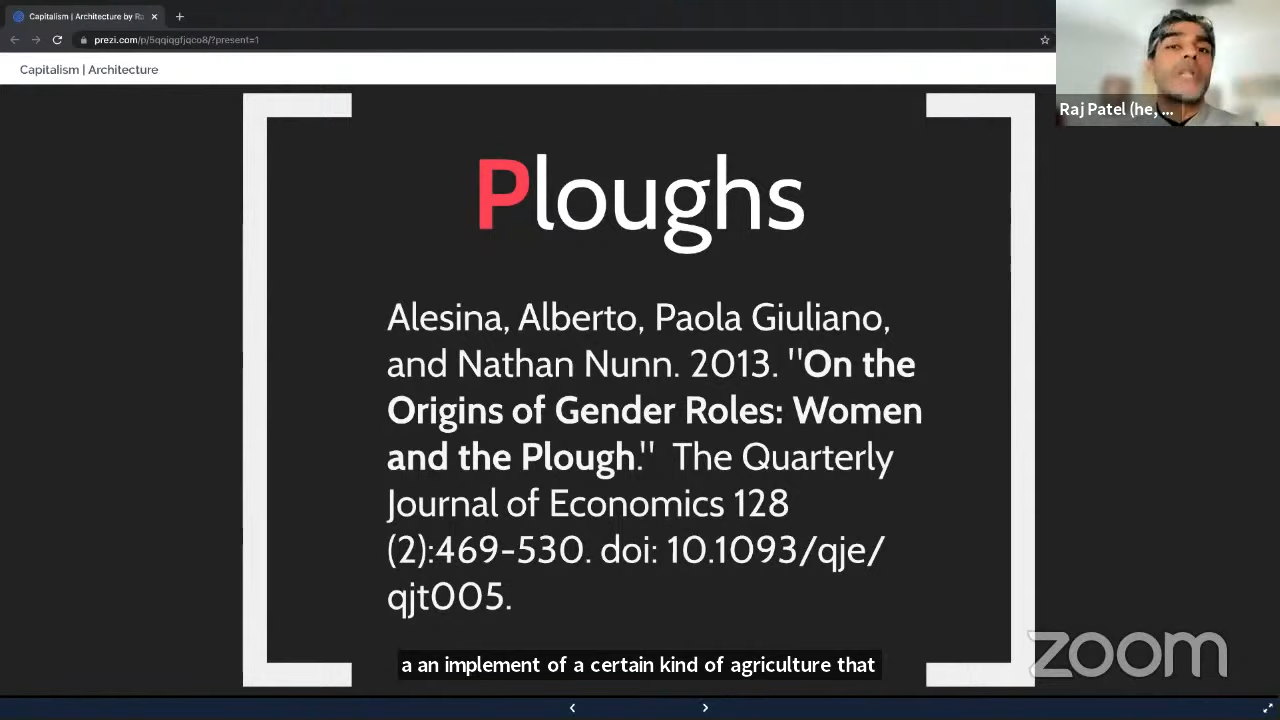 Capitalism | Architecture by Ra
prezi.com/p/5qqiqgfjqco8/?present=1
Capitalism | Architecture
Raj Patel (he, ...
Ploughs
Alesina, Alberto, Paola Giuliano,
and Nathan Nunn. 2013. "On the
Origins of Gender Roles: Women
and the Plough." The Quarterly
Journal of Economics 128
(2):469-530. doi: 10.1093/qje/
qjt005.
a an implement of a certain kind of agriculture that
zoom